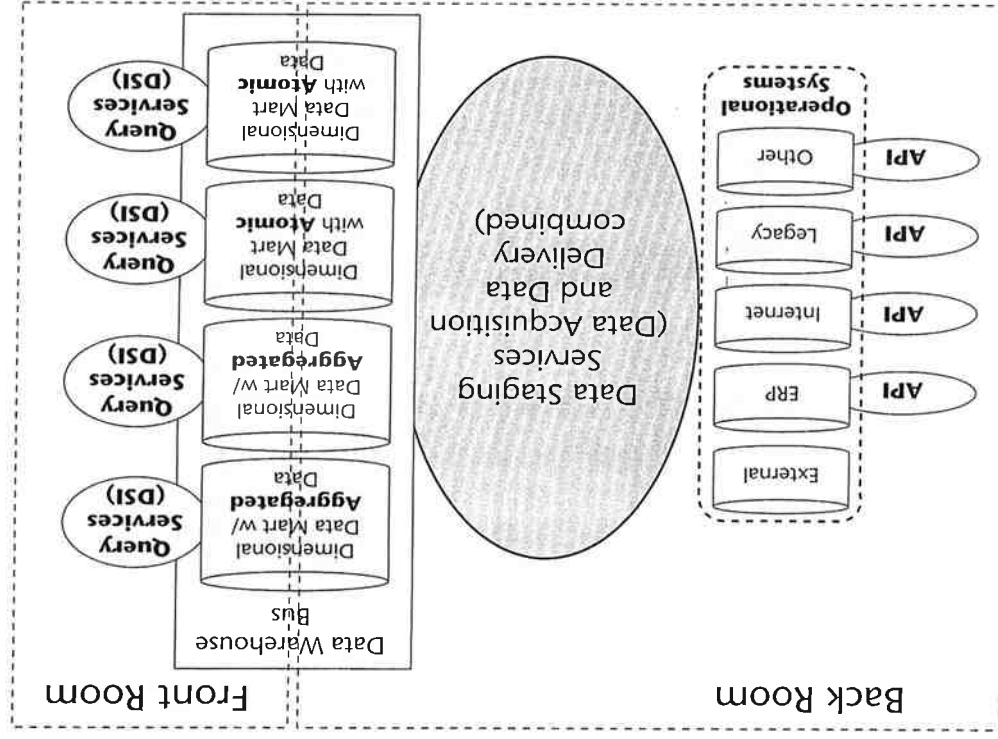 Back Room
Front Room
External
ERP
Internet
Legacy
Other
Operational
Systems
API
API
API
API
Data Staging
Services
(Data Acquisition
and Data
Delivery
combined)
Data Warehouse
Bus
Dimensional
Data Mart w/
Aggregated
Data
Dimensional
Data Mart w/
Aggregated
Data
Dimensional
Data Mart
with Atomic
Data
Dimensional
Data Mart
with Atomic
Data
Query
Services
(DSI)
Query
Services
(DSI)
Query
Services
(DSI)
Query
Services
(DSI)